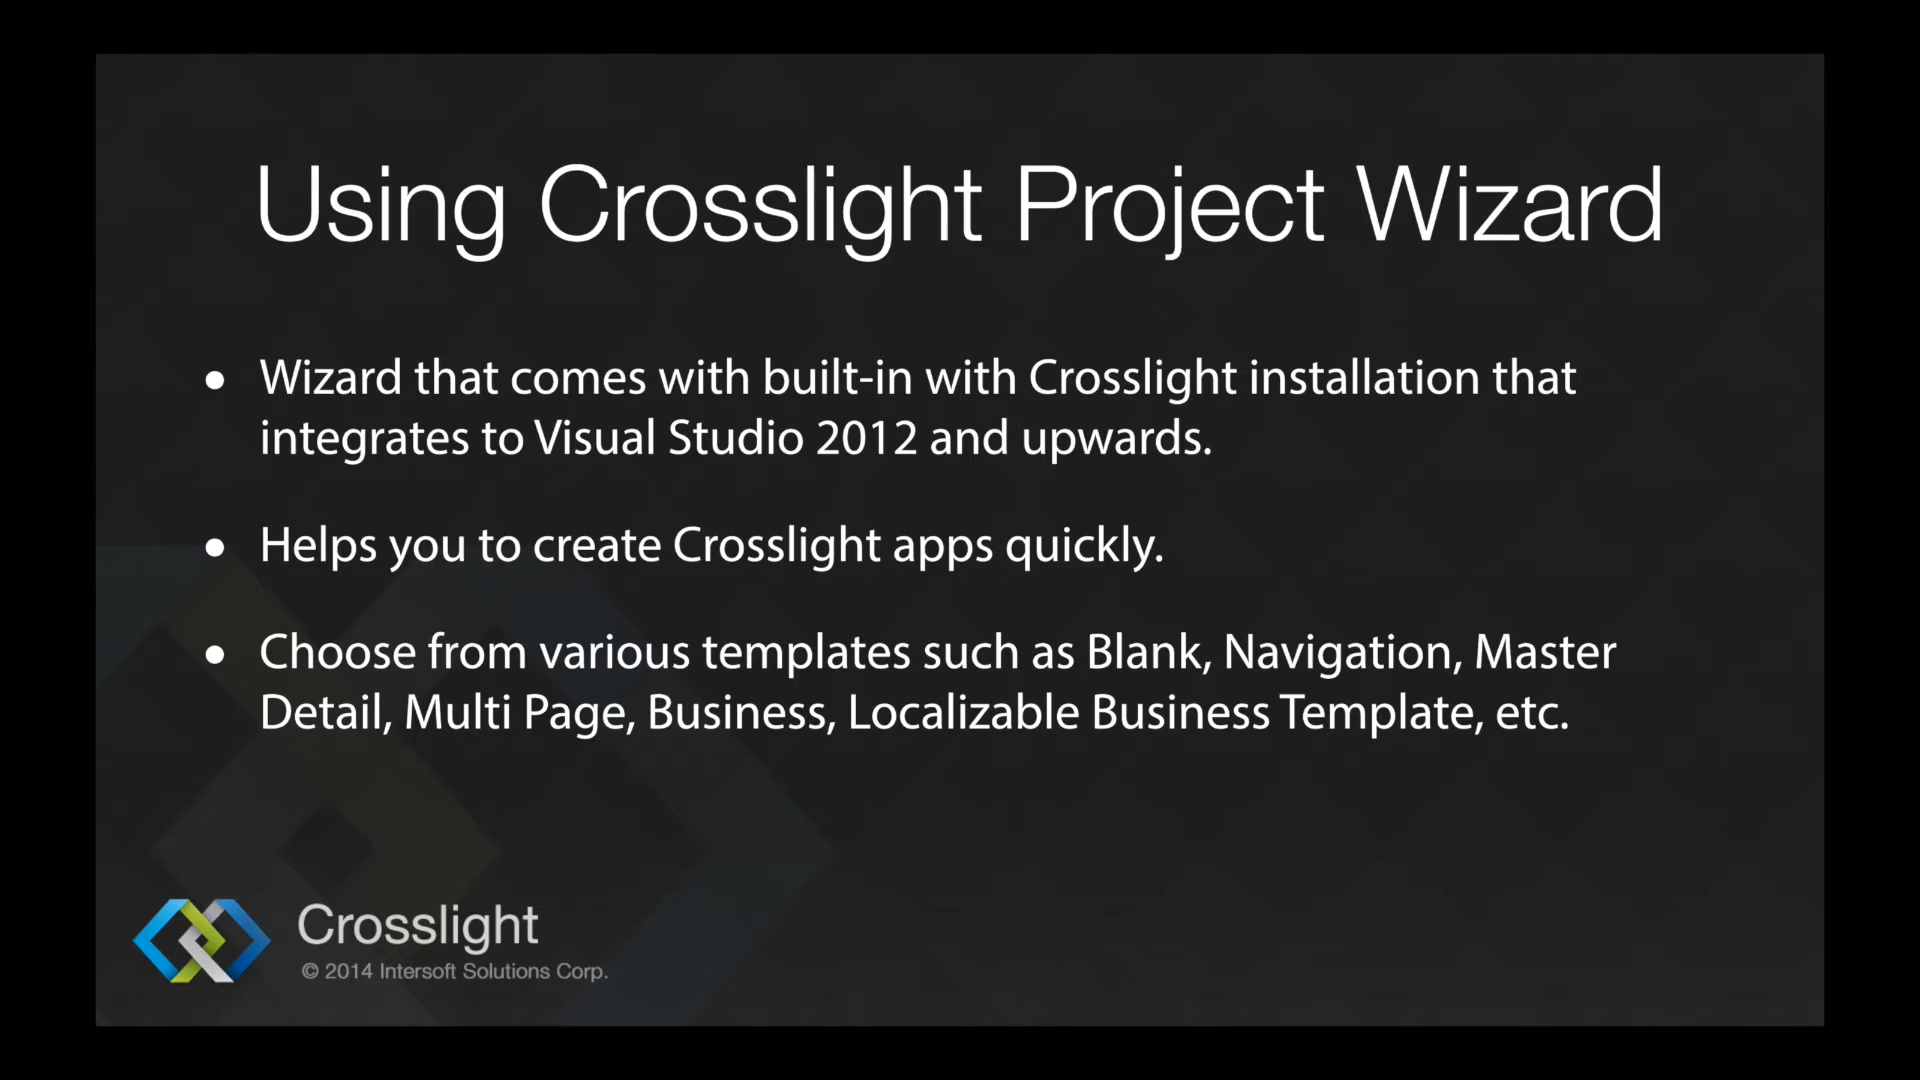 Using Crosslight Project Wizard
● Wizard that comes with built-in with Crosslight installation that
integrates to Visual Studio 2012 and upwards.
● Helps you to create Crosslight apps quickly.
● Choose from various templates such as Blank, Navigation, Master
Detail, Multi Page, Business, Localizable Business Template, etc.
Crosslight
© 2014 Intersoft Solutions Corp.